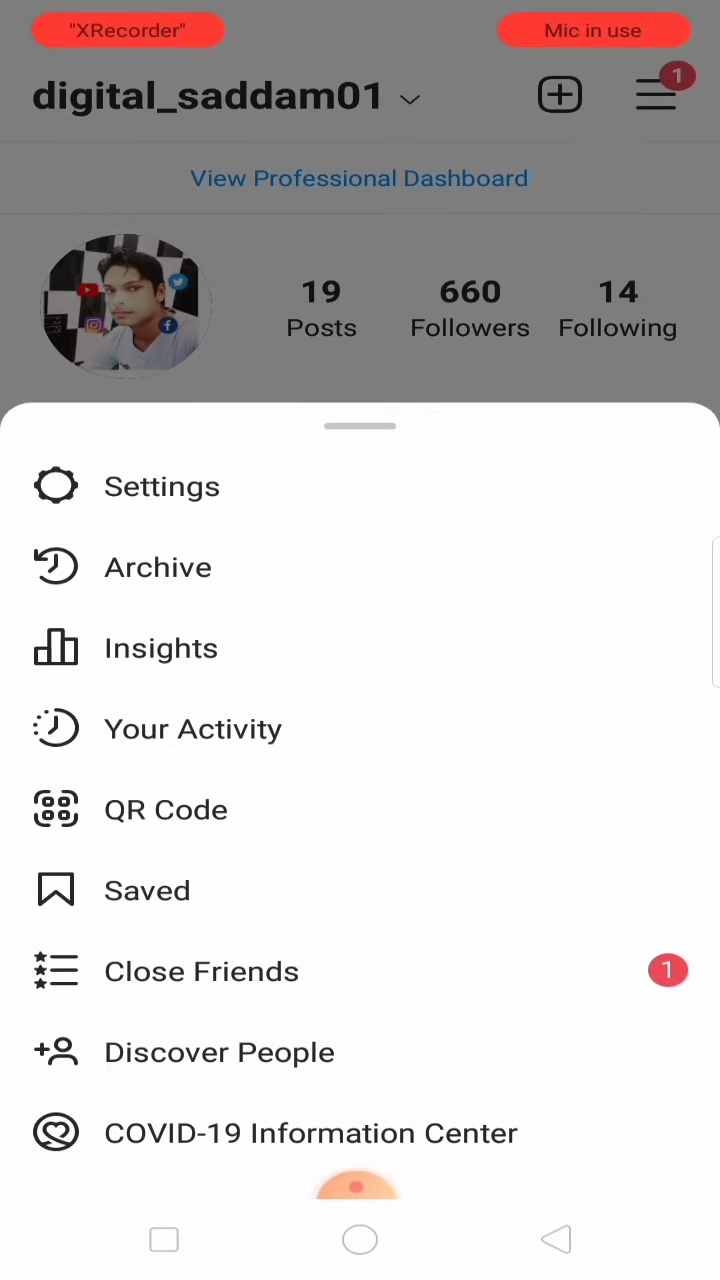 "XRecorder"
Mic in use
digital_saddam01
1
View Professional Dashboard
19
660
14
Posts
Followers
Following
Settings
Archive
Insights
Your Activity
QR Code
Saved
Close Friends
1
Discover People
COVID-19 Information Center